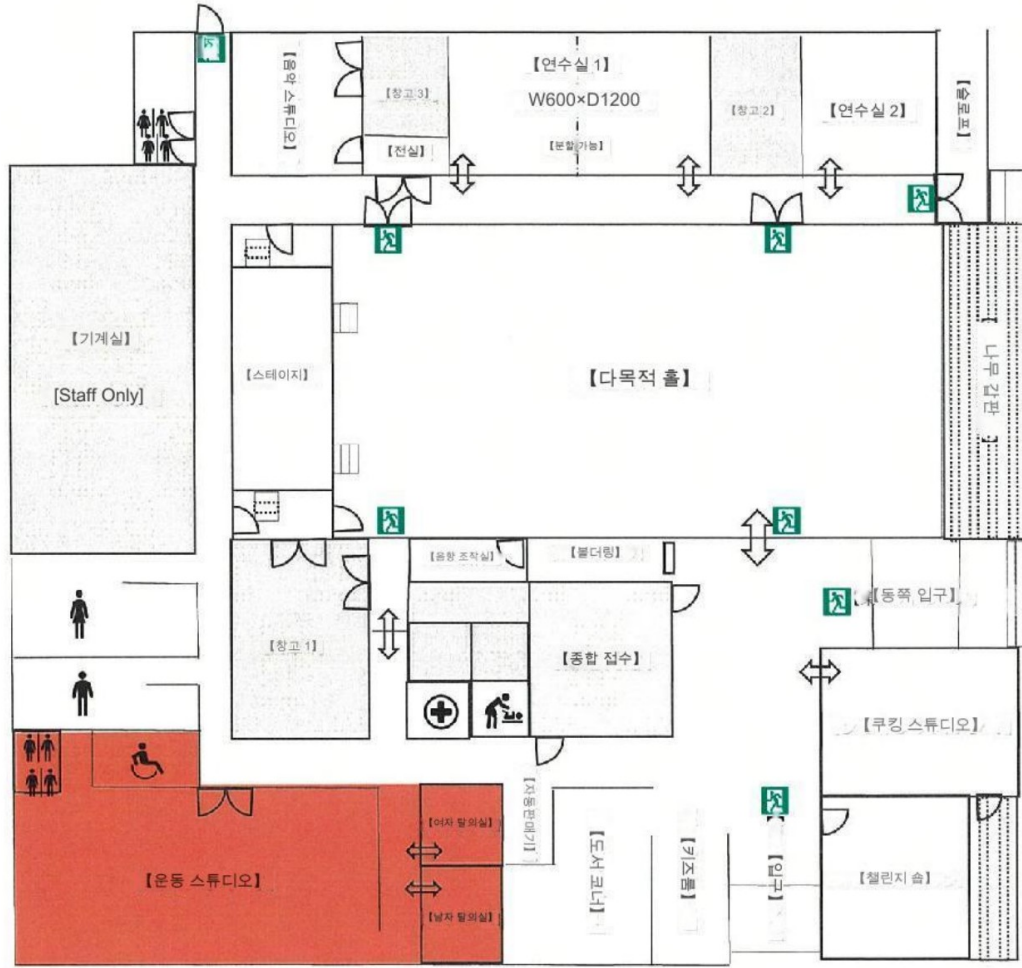 【음악 스튜디오】
【창고 3】
【전실】
【연수실 1】
W600×D1200
【분할가능】
【창고 2】
【연수실 2】
【슬로프】
【기계실】
[Staff Only]
【스테이지】
【다목적 홀】
【나무 갑판】
【창고 1】
【음향 조작실】
【볼더링】
【종합 접수】
【동쪽 입구】
【쿠킹 스튜디오】
【운동 스튜디오】
【여자 탈의실】
【남자 탈의실】
【자동판매기】
【도서 코너】
【키즈룸】
【입구】
【챌린지 숍】